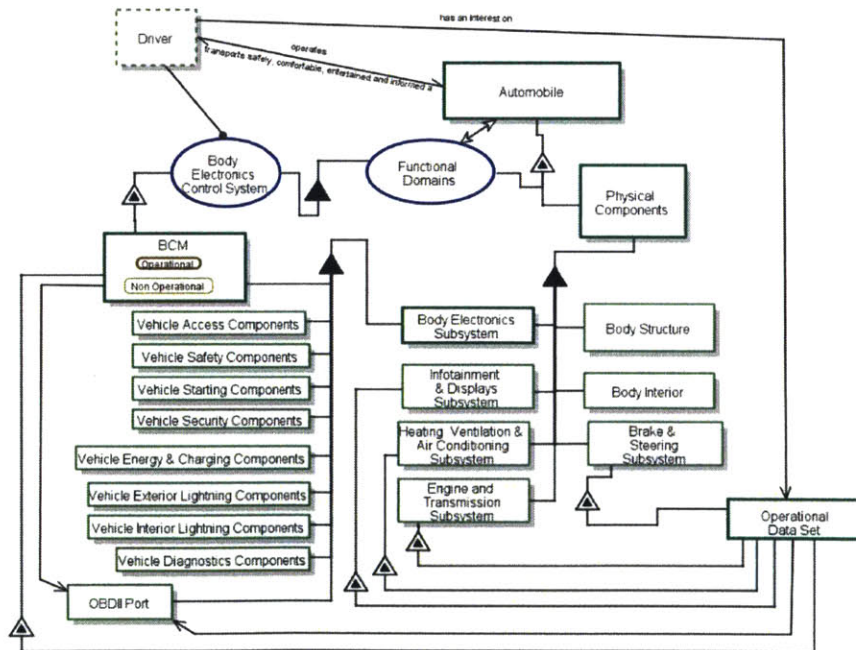 has an interest on
Driver
operates
transports safely, comfortable, entertained and informed a
Automobile
Body
Electronics
Control System
Functional
Domains
Physical
Components
BCM
Operational
Non Operational
Vehicle Access Components
Vehicle Safety Components
Vehicle Starting Components
Vehicle Security Components
Vehicle Energy & Charging Components
Vehicle Exterior Lightning Components
Vehicle Interior Lightning Components
Vehicle Diagnostics Components
OBDII Port
Body Electronics
Subsystem
Body Structure
Infotainment
& Displays
Subsystem
Body Interior
Heating Ventilation &
Air Conditioning
Subsystem
Brake &
Steering
Subsystem
Engine and
Transmission
Subsystem
Operational
Data Set